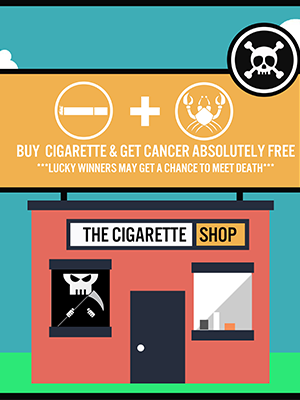 BUY CIGARETTE & GET CANCER ABSOLUTELY FREE
***LUCKY WINNERS MAY GET A CHANCE TO MEET DEATH***
THE CIGARETTE SHOP